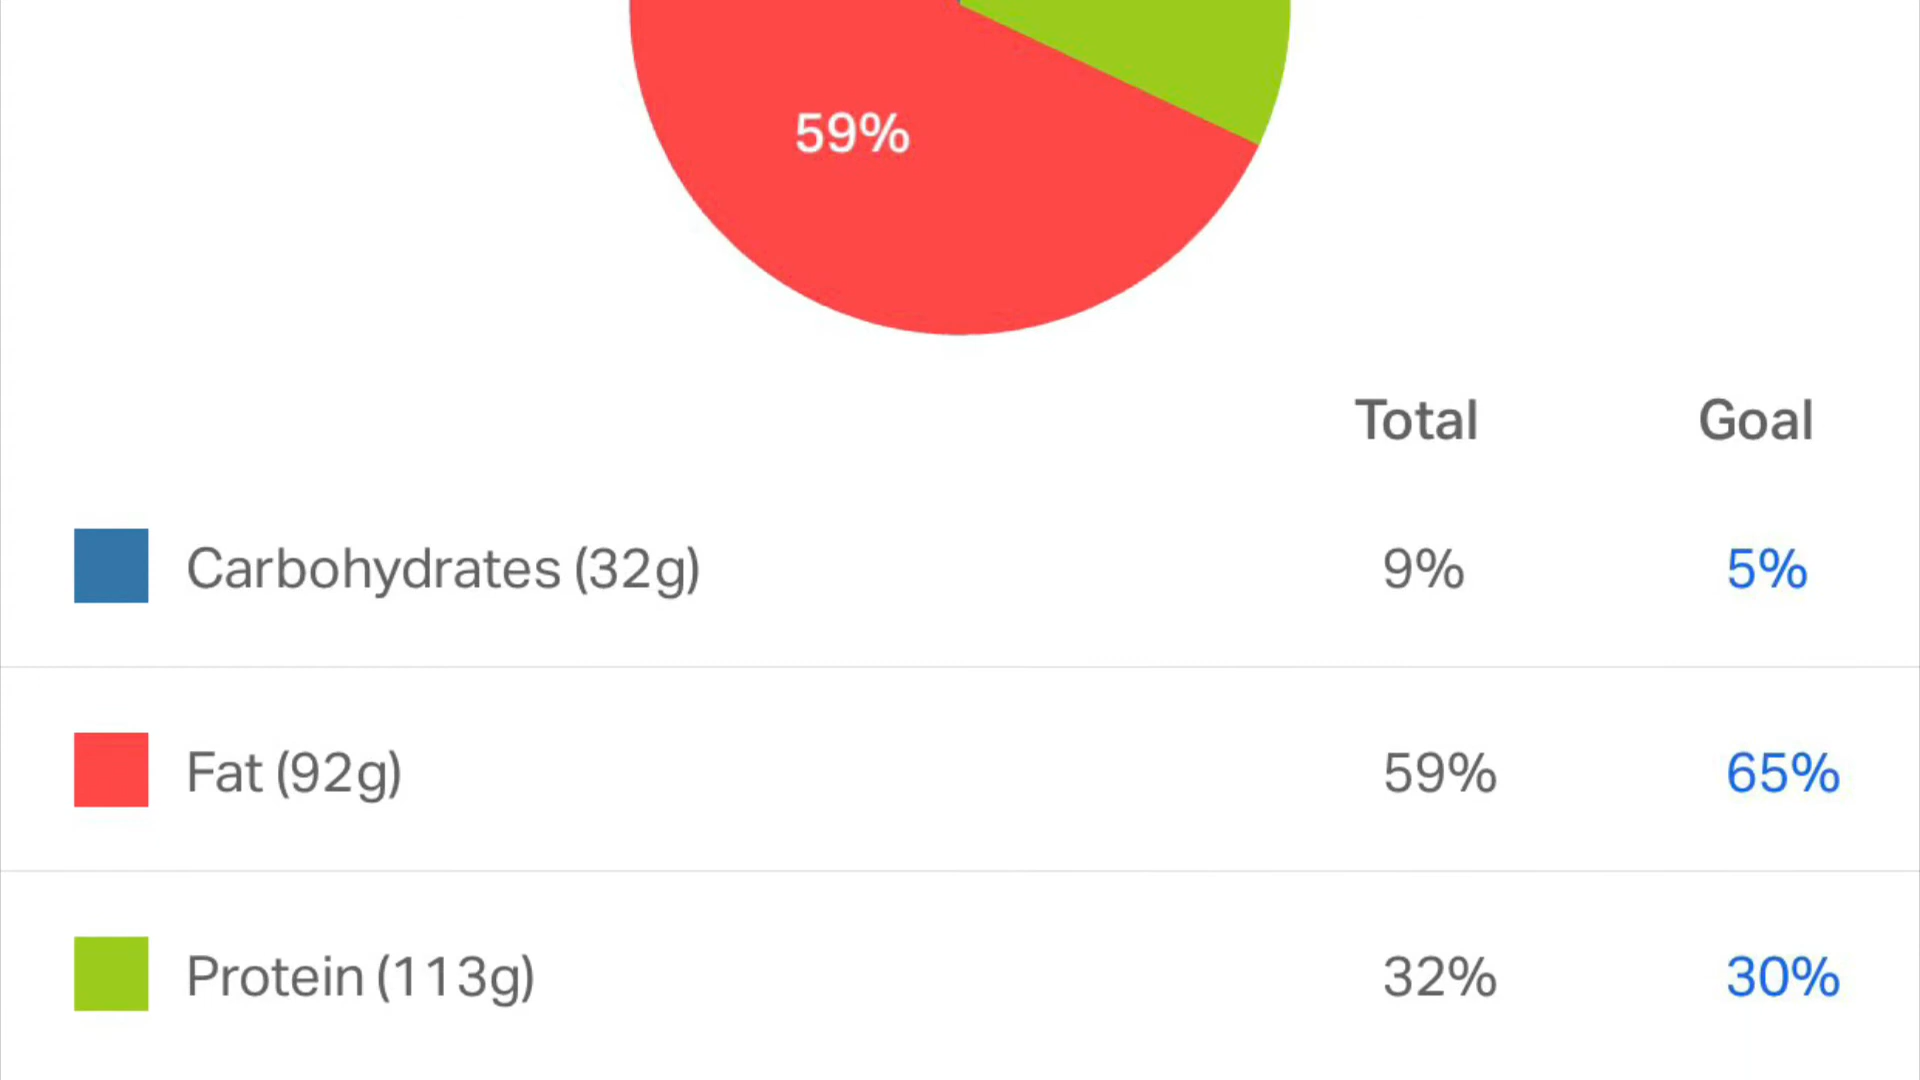 59%
Total Goal
Carbohydrates (32g) 9% 5%
Fat (92g) 59% 65%
Protein (113g) 32% 30%